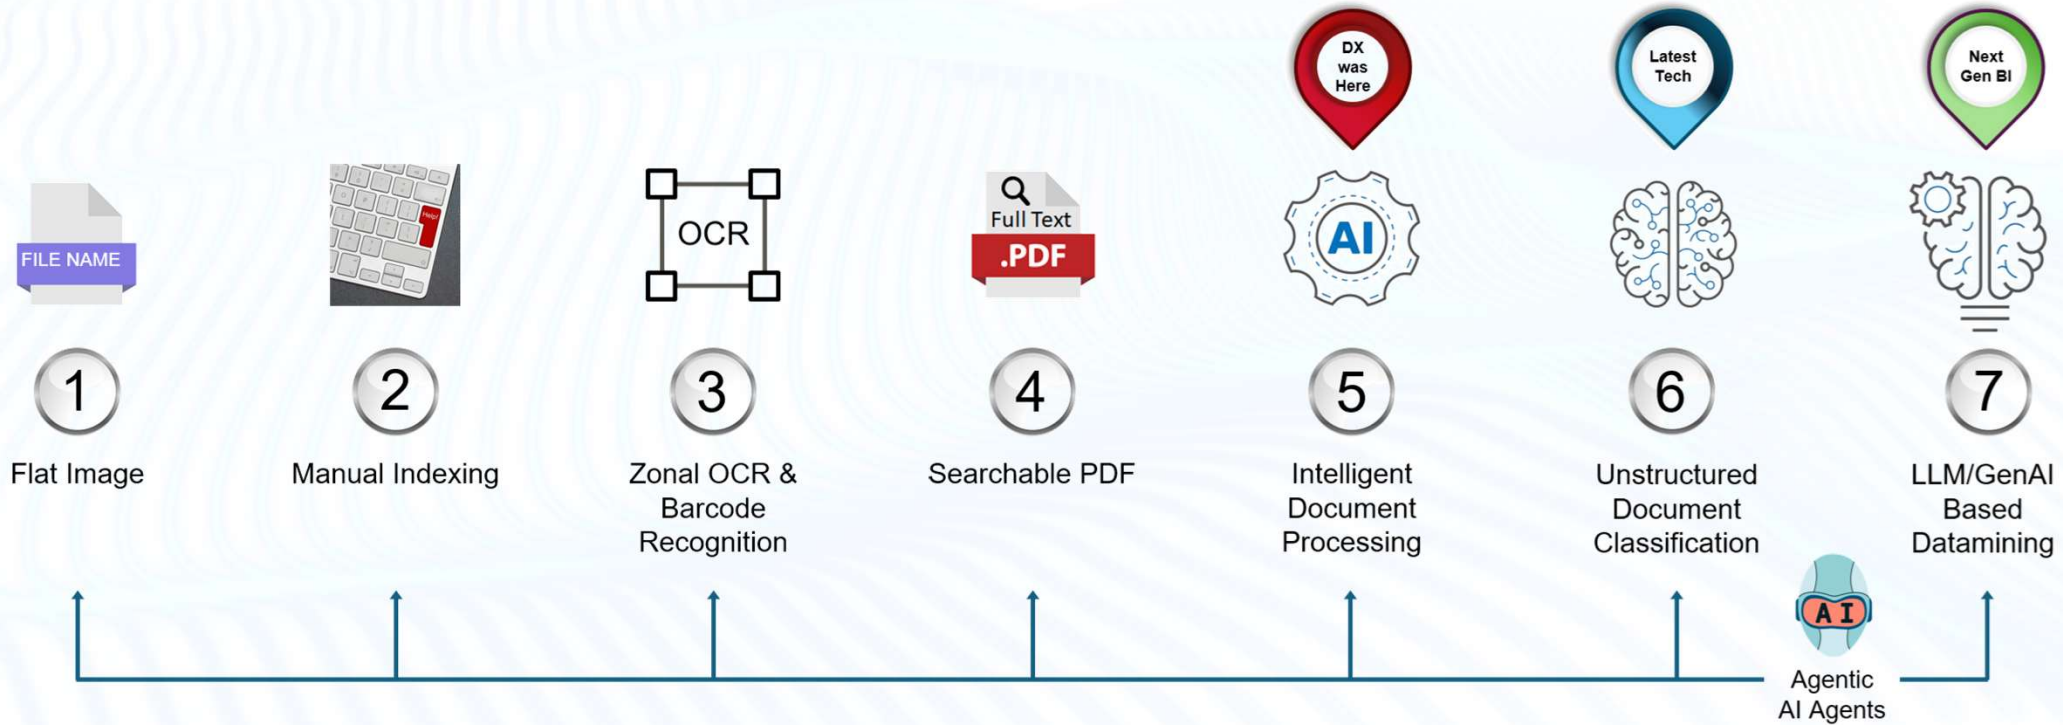 DX
was
Here
Latest
Tech
Next
Gen BI
FILE NAME
Help!
OCR
Full Text
.PDF
AI
1
2
3
4
5
6
7
Flat Image
Manual Indexing
Zonal OCR &
Barcode
Recognition
Searchable PDF
Intelligent
Document
Processing
Unstructured
Document
Classification
LLM/GenAI
Based
Datamining
AI
Agentic
AI Agents